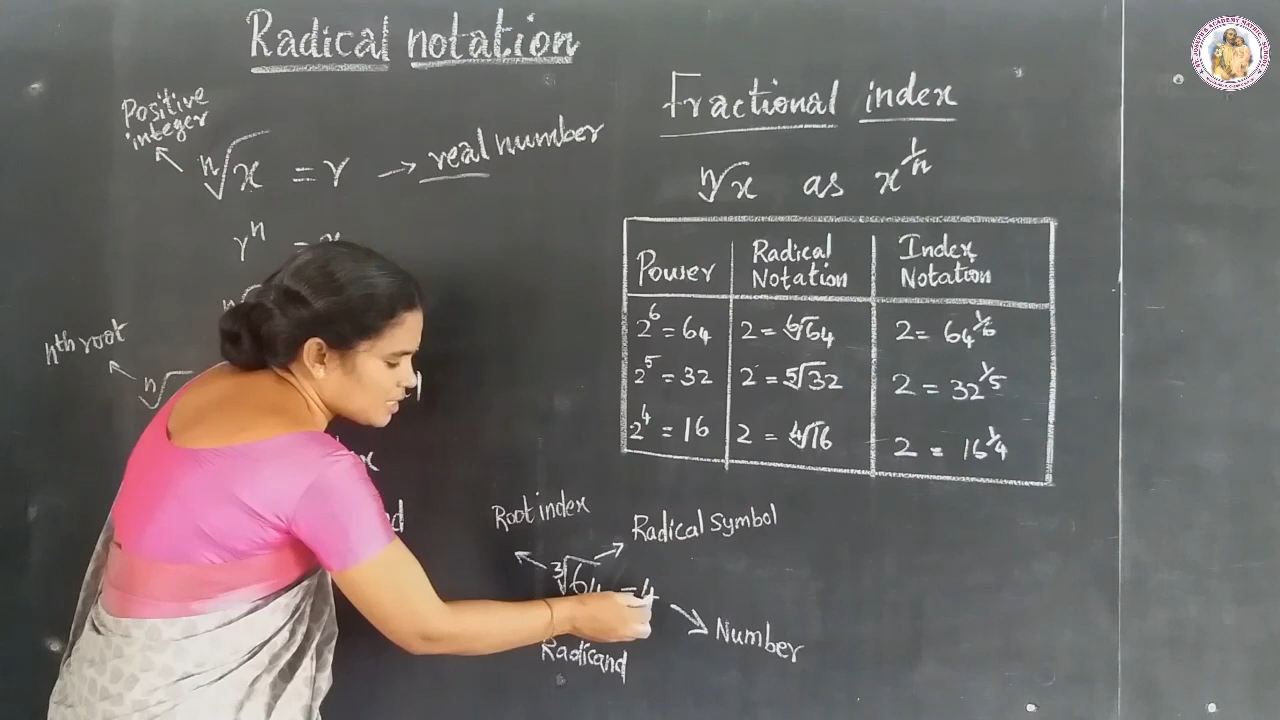 Radical notation
Positive
integer
ⁿ√x = r → real number
rⁿ =
nth root
ⁿ√
Fractional index
ⁿ√x as x^1/n
Power Radical Notation Index Notation
2⁶ = 64 2 = ⁶√64 2 = 64^1/6
2⁵ = 32 2 = ⁵√32 2 = 32^1/5
2⁴ = 16 2 = ⁴√16 2 = 16^1/4
Root index
Radical Symbol
³√64 = 4
Number
Radicand